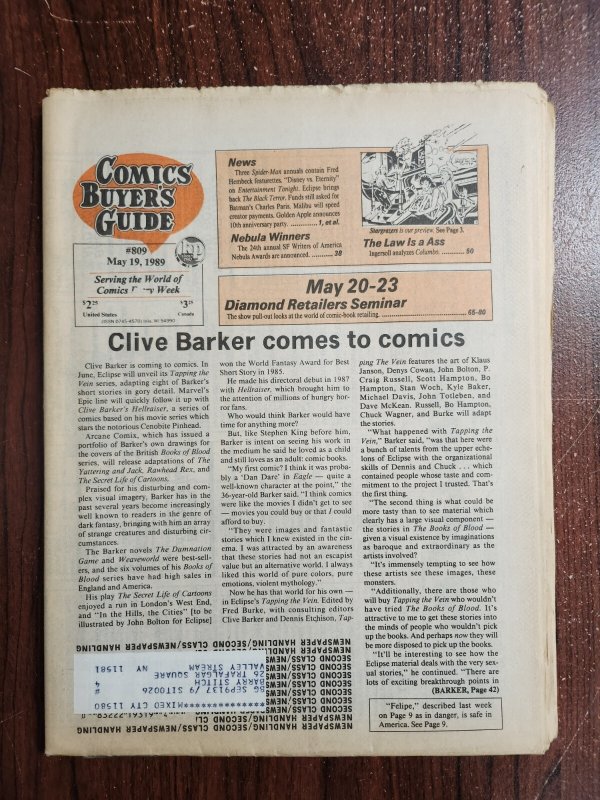 COMICS
BUYER'S
GUIDE
#809
May 19, 1989
Serving the World of
Comics Week
$2.25
$3.25
United States
Canada
News
Three Spider-Man annuals contain Fred
Hembeck featurettes. "Disney vs. Eternity"
on Entertainment Tonight. Eclipse brings
back The Black Terror. Funds still asked for
Batman's Charles Paris. Malibu will speed
creator payments. Golden Apple announces
10th anniversary party. .............. 1, et al.
Nebula Winners
The 24th annual SF Writers of America
Nebula Awards are announced. .......... 38
Stargrazers is our preview. See Page 3.
The Law Is a Ass
Ingersoll analyzes Columbo. ............ 50
May 20-23
Diamond Retailers Seminar
The show pull-out looks at the world of comic-book retailing. .............................. 65-80
Clive Barker comes to comics
Clive Barker is coming to comics. In
June, Eclipse will unveil its Tapping the
Vein series, adapting eight of Barker's
short stories in gory detail. Marvel's
Epic line will quickly follow it up with
Clive Barker's Hellraiser, a series of
comics based on his movie series which
stars the notorious Cenobite Pinhead.
Arcane Comix, which has issued a
portfolio of Barker's own drawings for
the covers of the British Books of Blood
series, will release adaptations of The
Yattering and Jack, Rawhead Rex, and
The Secret Life of Cartoons.
Praised for his disturbing and com-
plex visual imagery, Barker has in the
past several years become increasingly
well known to readers in the genre of
dark fantasy, bringing with him an array
of strange creatures and disturbing cir-
cumstances.
The Barker novels The Damnation
Game and Weaveworld were best-sell-
ers, and the six volumes of his Books of
Blood series have had high sales in
England and America.
His play The Secret Life of Cartoons
enjoyed a run in London's West End,
and "In the Hills, the Cities" [to be
illustrated by John Bolton for Eclipse]
won the World Fantasy Award for Best
Short Story in 1985.
He made his directorial debut in 1987
with Hellraiser, which brought him to
the attention of millions of hungry hor-
ror fans.
Who would think Barker would have
time for anything more?
But, like Stephen King before him,
Barker is intent on seeing his work in
the medium he said he loved as a child
and still loves as an adult: comic books.
"My first comic? I think it was proba-
bly a 'Dan Dare' in Eagle — quite a
well-known character at the point,"
36-year-old Barker said. "I think comics
were like the movies I didn't get to see
— movies you could buy or that I could
afford to buy.
"They were images and fantastic
stories which I knew existed in the cin-
ema. I was attracted by an awareness
that these stories had not an escapist
value but an alternative world. I always
liked this world of pure colors, pure
emotions, violent mythology."
Now he has that world for his own —
in Eclipse's Tapping the Vein. Edited by
Fred Burke, with consulting editors
Clive Barker and Dennis Etchison, Tap-
ping The Vein features the art of Klaus
Janson, Denys Cowan, John Bolton, P.
Craig Russell, Scott Hampton, Bo
Hampton, Stan Woch, Kyle Baker,
Michael Davis, John Totleben, and
Dave McKean. Russell, Bo Hampton,
Chuck Wagner, and Burke will adapt
the stories.
"What happened with Tapping the
Vein," Barker said, "was that here were
a bunch of talents from the upper eche-
lons of Eclipse with the organizational
skills of Dennis and Chuck . . . which
contained people whose taste and com-
mitment to the project I trusted. That's
the first thing.
"The second thing is what could be
more tasty than to see material which
clearly has a large visual component —
the stories in The Books of Blood —
given a visual existence by imaginations
as baroque and extraordinary as the
artists involved?
"It's immensely tempting to see how
these artists see these images, these
monsters.
"Additionally, there are those who
will buy Tapping the Vein who wouldn't
have tried The Books of Blood. It's
attractive to me to get these stories into
the minds of people who wouldn't pick
up the books. And perhaps now they will
be more disposed to pick up the books.
"It'll be interesting to see how the
Eclipse material deals with the very sex-
ual stories," he continued. "There are
lots of exciting breakthrough points in
(BARKER, Page 42)
"Felipe," described last week
on Page 9 as in danger, is safe in
America. See Page 9.
NEWSPAPER HANDLING/SECOND CLASS/NEWSPAPER HANDLING
SECOND CLASS/NEWS
BARRY STITCH
26 TRAFALGAR SQUARE
VALLEY STREAM NY 11581
MIXED CITY 11580